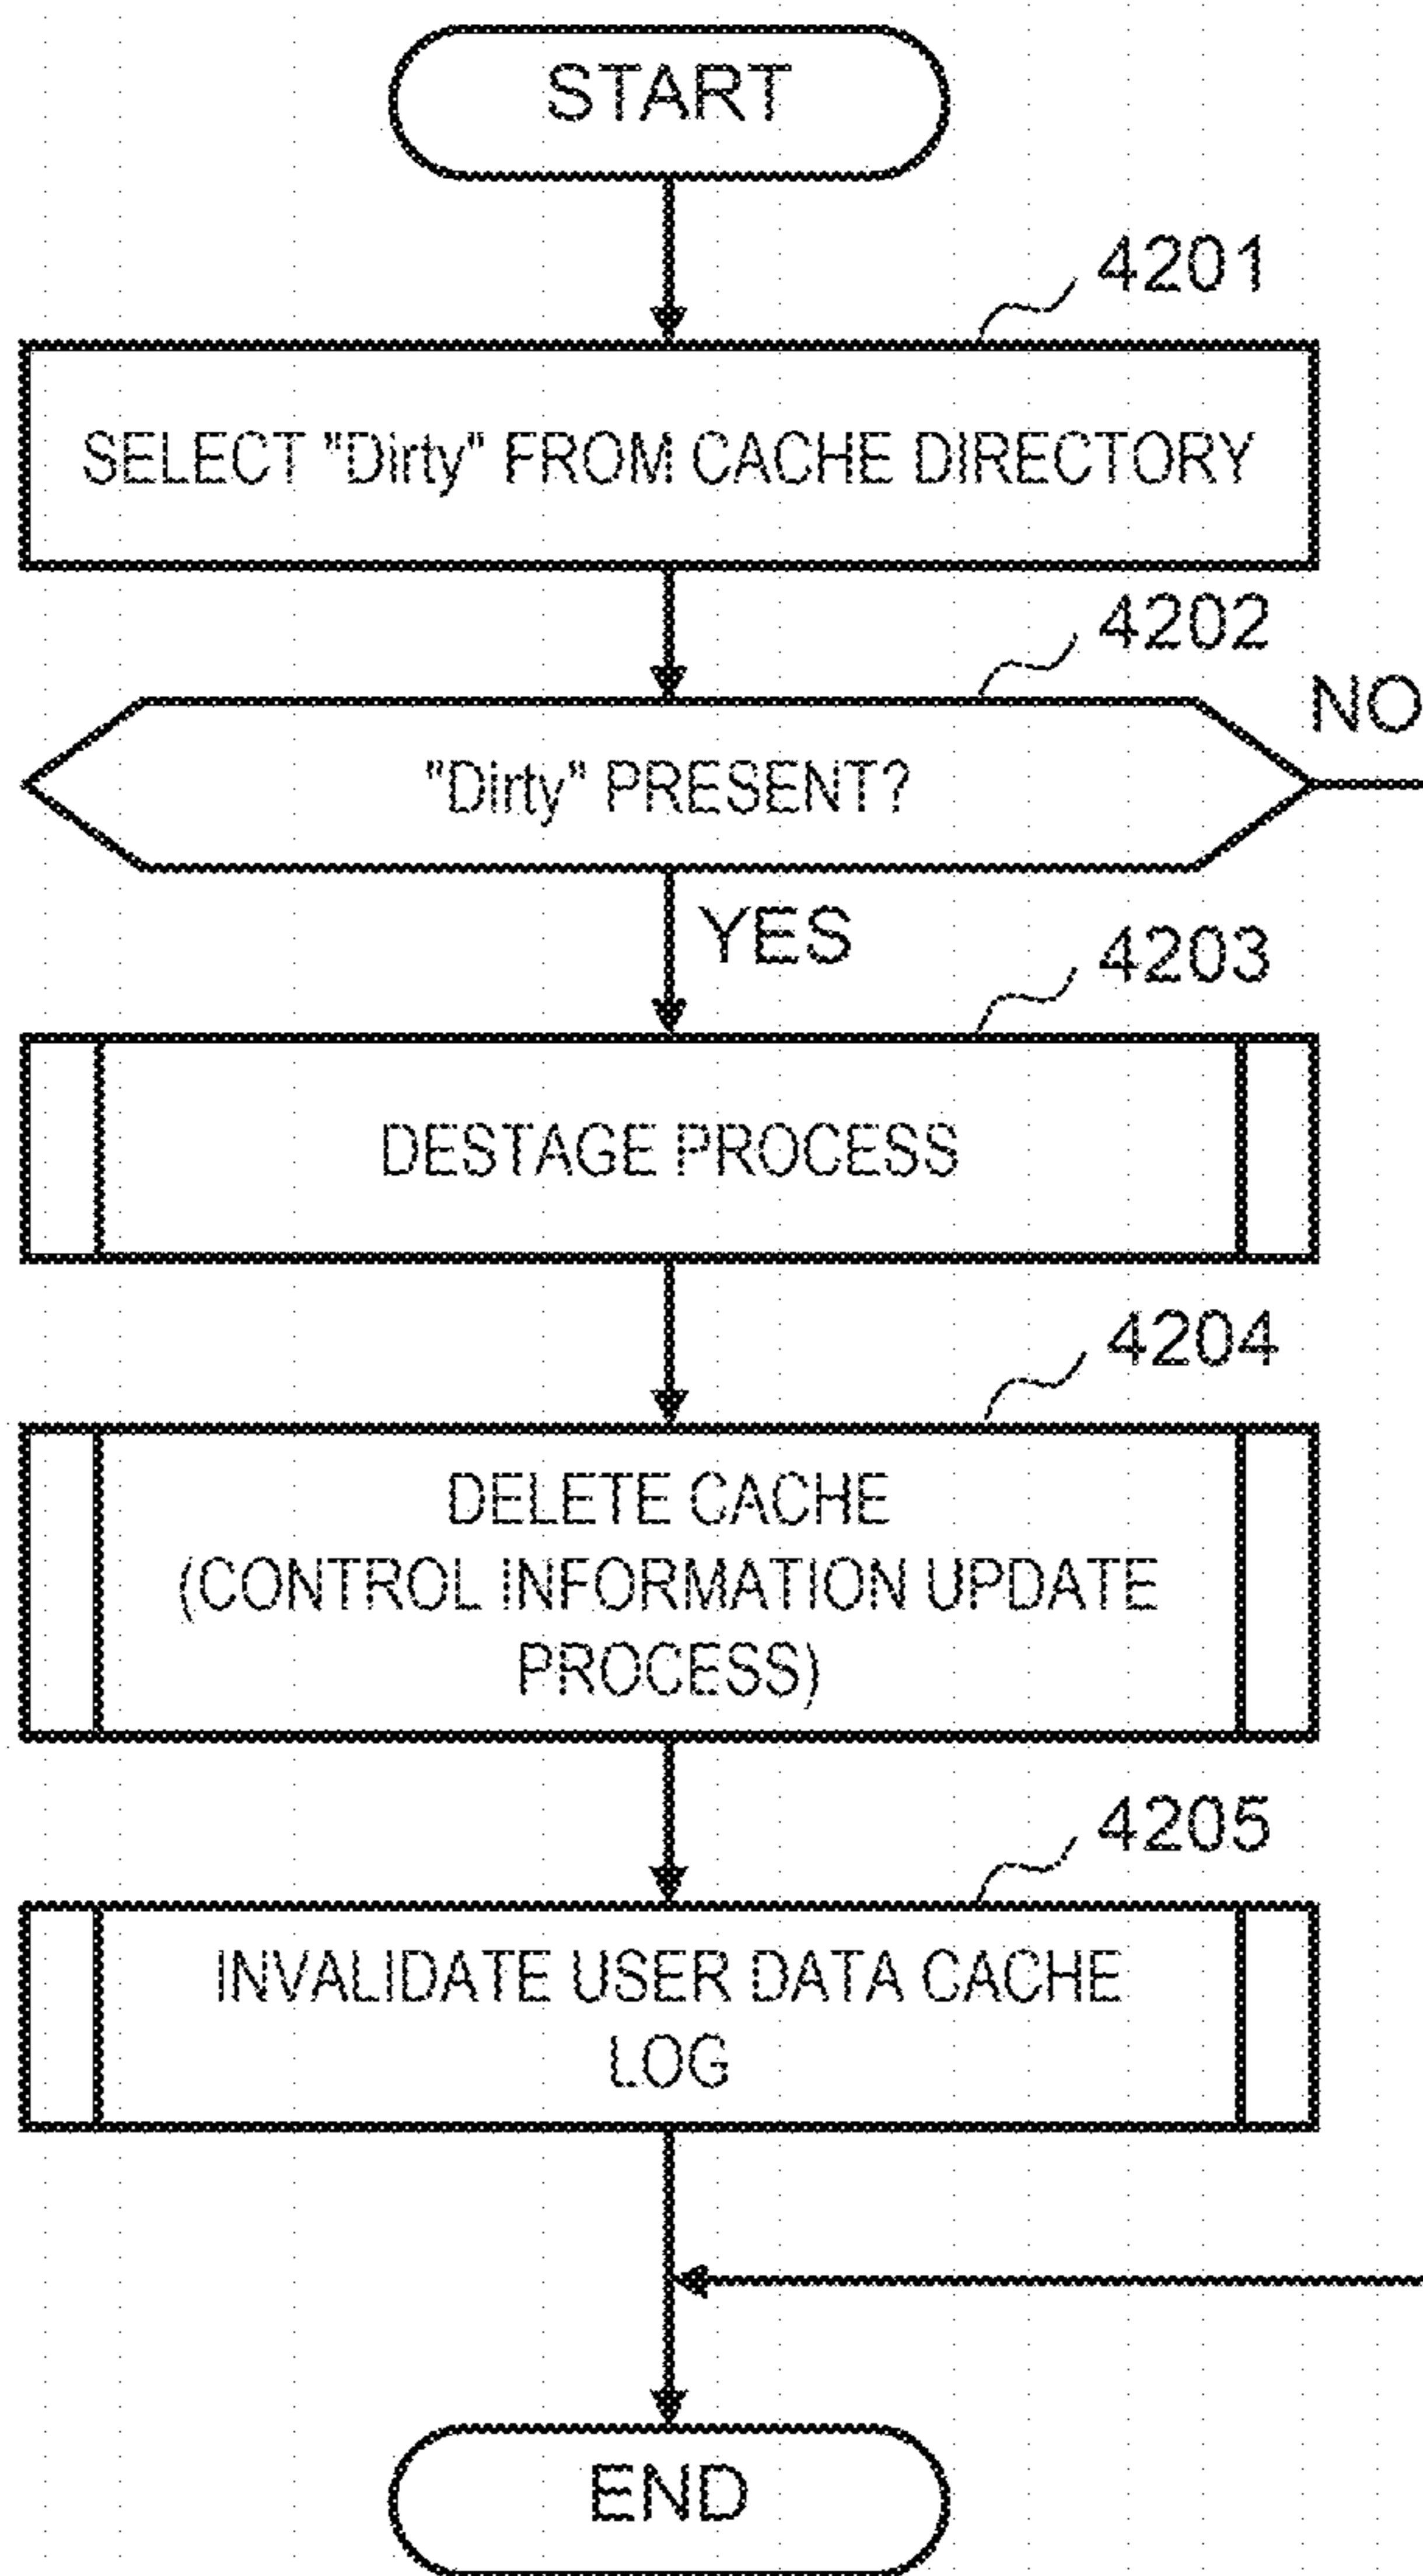 START
4201
SELECT "Dirty" FROM CACHE DIRECTORY
4202
"Dirty" PRESENT?
NO
YES
4203
DESTAGE PROCESS
4204
DELETE CACHE
(CONTROL INFORMATION UPDATE
PROCESS)
4205
INVALIDATE USER DATA CACHE
LOG
END